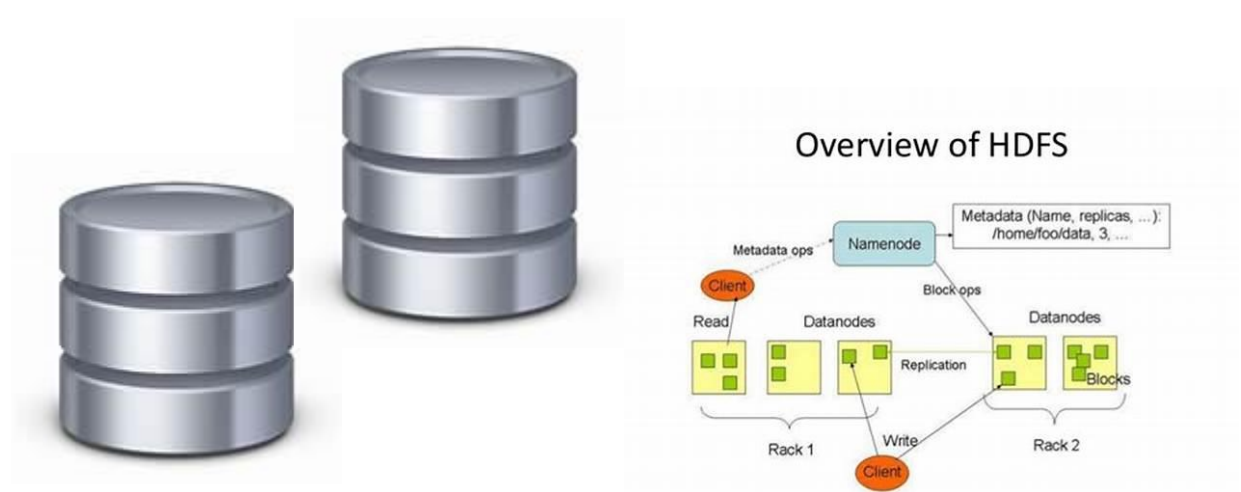 Overview of HDFS
Metadata (Name, replicas, ...):
/home/foo/data, 3, ...
Namenode
Metadata ops
Client
Block ops
Read
Datanodes
Datanodes
Replication
Blocks
Rack 1
Write
Rack 2
Client